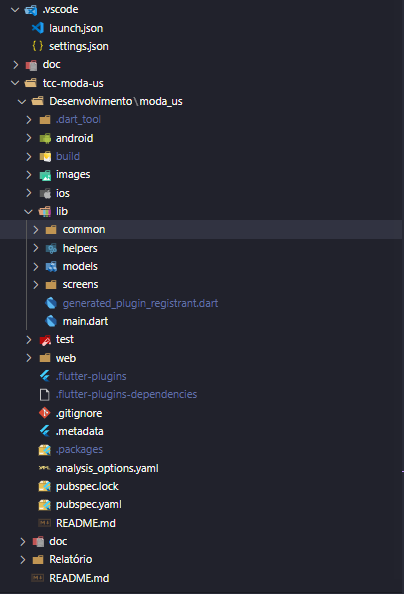 .vscode
launch.json
{} settings.json
doc
tcc-moda-us
Desenvolvimento\moda_us
.dart_tool
android
build
images
ios
lib
common
helpers
models
screens
generated_plugin_registrant.dart
main.dart
test
web
.flutter-plugins
.flutter-plugins-dependencies
.gitignore
.metadata
.packages
analysis_options.yaml
pubspec.lock
pubspec.yaml
README.md
doc
Relatório
README.md